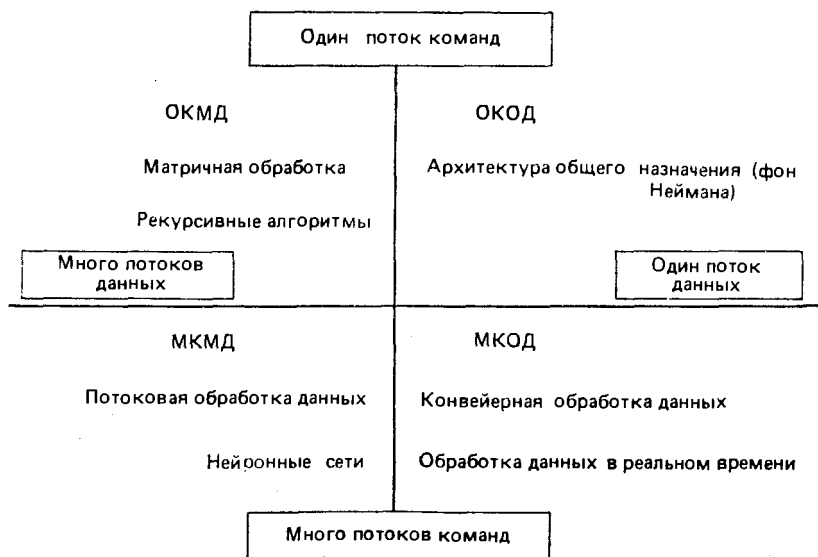 Один поток команд
ОКМД
ОКОД
Матричная обработка
Архитектура общего назначения (фон
Неймана)
Рекурсивные алгоритмы
Много потоков
данных
Один поток
данных
МКМД
МКОД
Потоковая обработка данных
Конвейерная обработка данных
Нейронные сети
Обработка данных в реальном времени
Много потоков команд